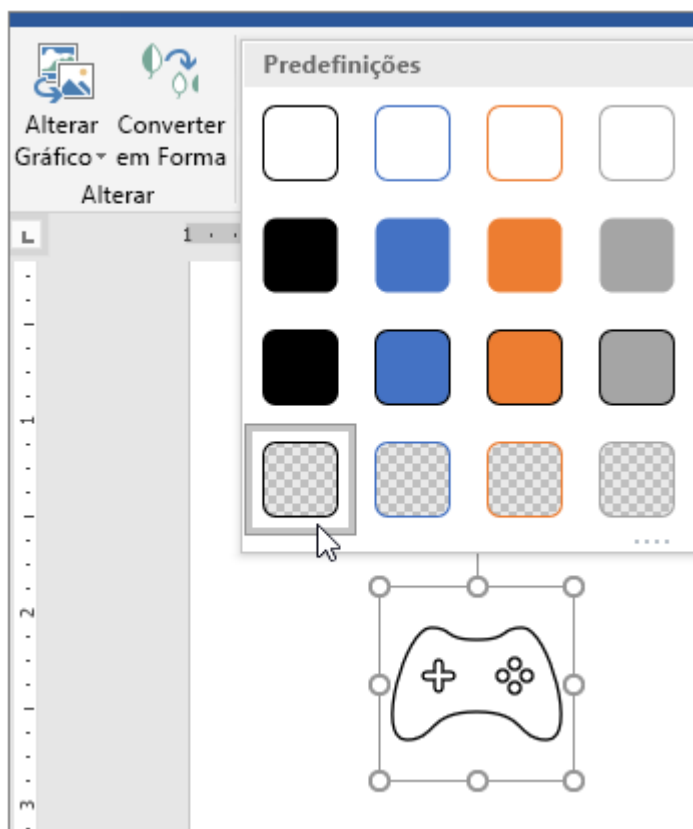 Predefinições
Alterar Gráfico
Converter em Forma
Alterar
1
1
2
3